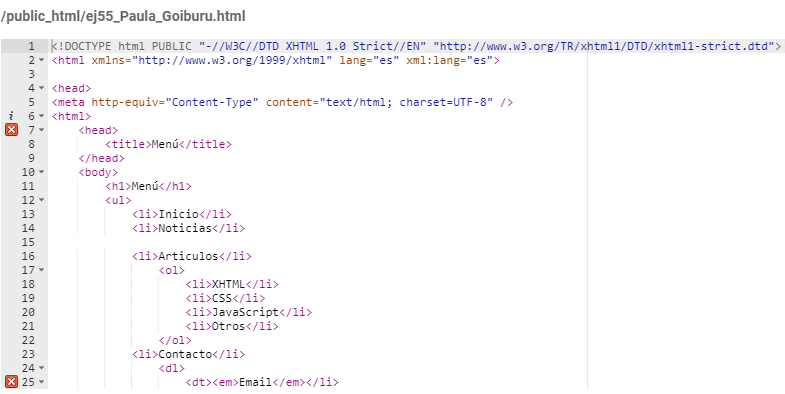 /public_html/ej55_Paula_Goiburu.html
1 <!DOCTYPE html PUBLIC "-//W3C//DTD XHTML 1.0 Strict//EN" "http://www.w3.org/TR/xhtml1/DTD/xhtml1-strict.dtd">
2 <html xmlns="http://www.w3.org/1999/xhtml" lang="es" xml:lang="es">
3
4 <head>
5 <meta http-equiv="Content-Type" content="text/html; charset=UTF-8" />
i 6 <html>
7 <head>
8 <title>Menú</title>
9 </head>
10 <body>
11 <h1>Menú</h1>
12 <ul>
13 <li>Inicio</li>
14 <li>Noticias</li>
15
16 <li>Articulos</li>
17 <ol>
18 <li>XHTML</li>
19 <li>CSS</li>
20 <li>JavaScript</li>
21 <li>Otros</li>
22 </ol>
23 <li>Contacto</li>
24 <dl>
25 <dt><em>Email</em></li>